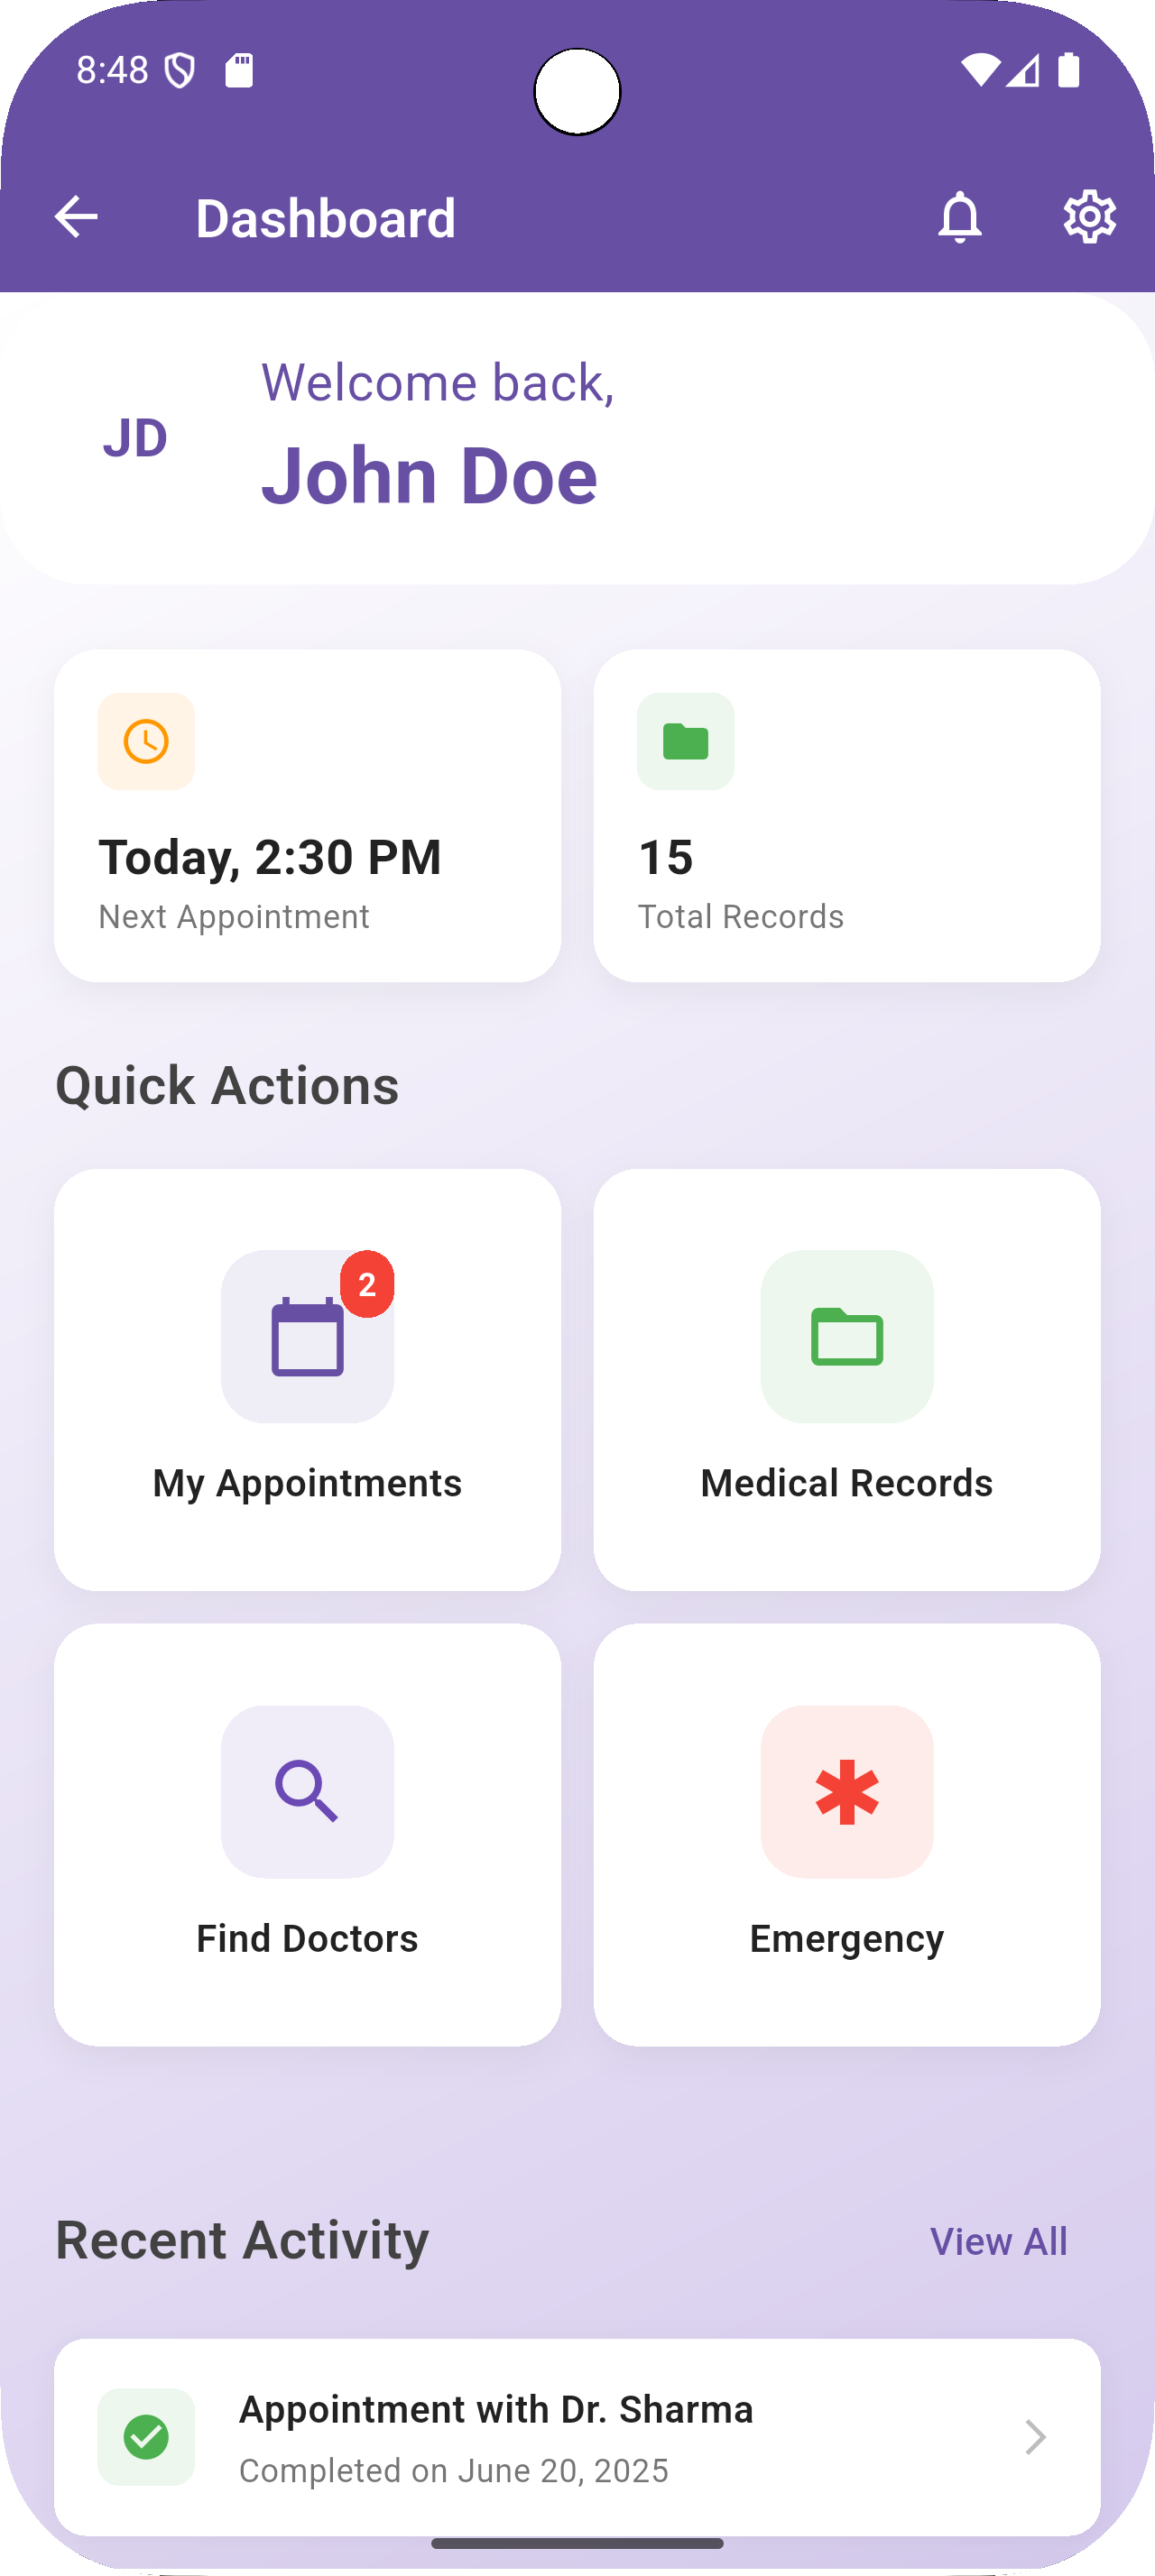 8:48
Dashboard
JD
Welcome back,
John Doe
Today, 2:30 PM
Next Appointment
15
Total Records
Quick Actions
2
My Appointments
Medical Records
Find Doctors
Emergency
Recent Activity
View All
Appointment with Dr. Sharma
Completed on June 20, 2025